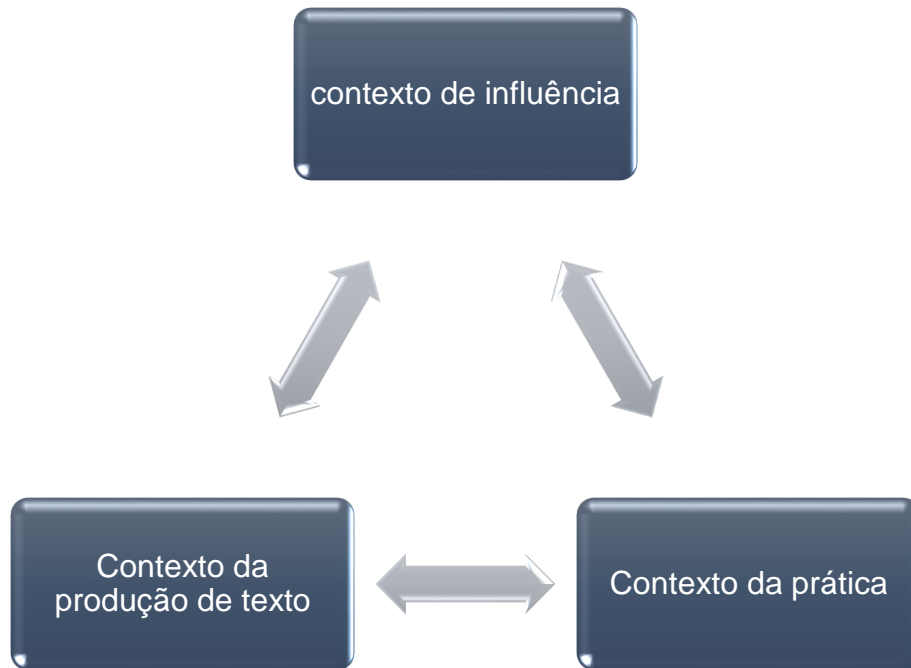 contexto de influência
Contexto da
produção de texto
Contexto da prática